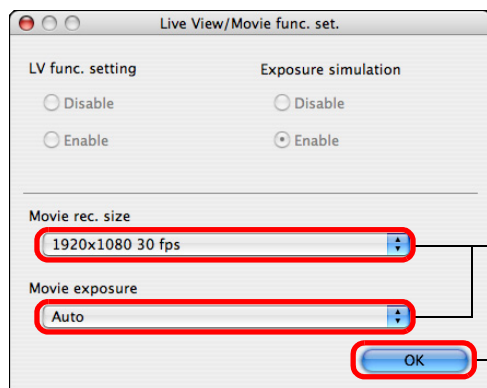 Live View/Movie func. set.
LV func. setting
Exposure simulation
Disable
Disable
Enable
Enable
Movie rec. size
1920x1080 30 fps
Movie exposure
Auto
OK